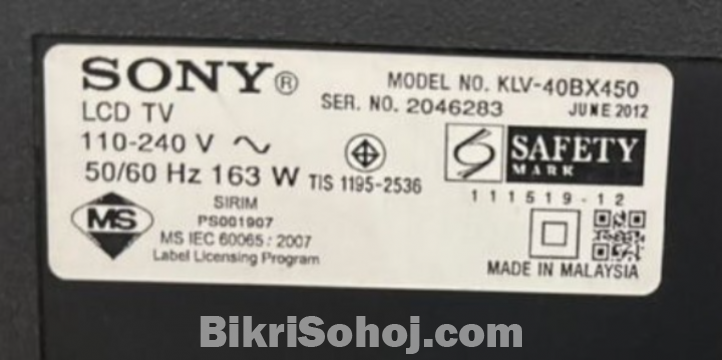 SONY®
MODEL NO. KLV-40BX450
LCD TV
SER. NO. 2046283
JUNE 2012
110-240 V ~
50/60 Hz 163 W
TIS 1195-2536
SAFETY
MARK
111519-12
SIRIM
MS
PS001907
MS IEC 60065 : 2007
Label Licensing Program
MADE IN MALAYSIA
BikriSohoj.com